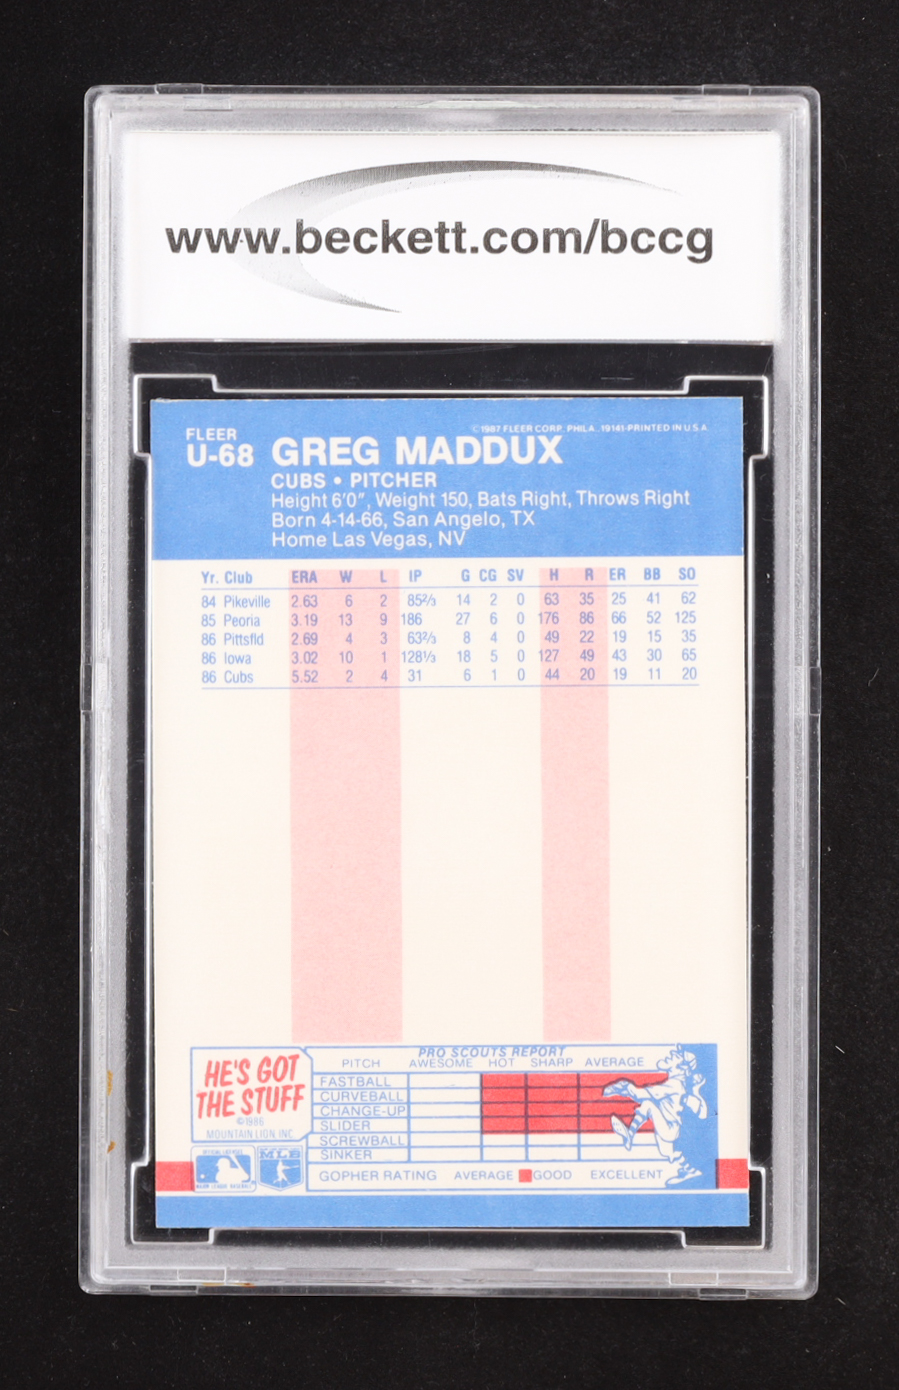 www.beckett.com/bccg
©1987 FLEER CORP. PHILA., 19141-PRINTED IN U.S.A.
FLEER
U-68 GREG MADDUX
CUBS • PITCHER
Height 6'0", Weight 150, Bats Right, Throws Right
Born 4-14-66, San Angelo, TX
Home Las Vegas, NV
Yr. Club ERA W L IP G CG SV H R ER BB SO
84 Pikeville 2.63 6 2 85⅔ 14 2 0 63 35 25 41 62
85 Peoria 3.19 13 9 186 27 6 0 176 86 66 52 125
86 Pittsfld 2.69 4 3 63⅔ 8 4 0 49 22 19 15 35
86 Iowa 3.02 10 1 128⅓ 18 5 0 127 49 43 30 65
86 Cubs 5.52 2 4 31 6 1 0 44 20 19 11 20
HE'S GOT
THE STUFF
©1986
MOUNTAIN LION, INC.
PRO SCOUTS REPORT
PITCH AWESOME HOT SHARP AVERAGE
FASTBALL
CURVEBALL
CHANGE-UP
SLIDER
SCREWBALL
SINKER
GOPHER RATING AVERAGE GOOD EXCELLENT
OFFICIAL LICENSEE
MAJOR LEAGUE BASEBALL
MLB